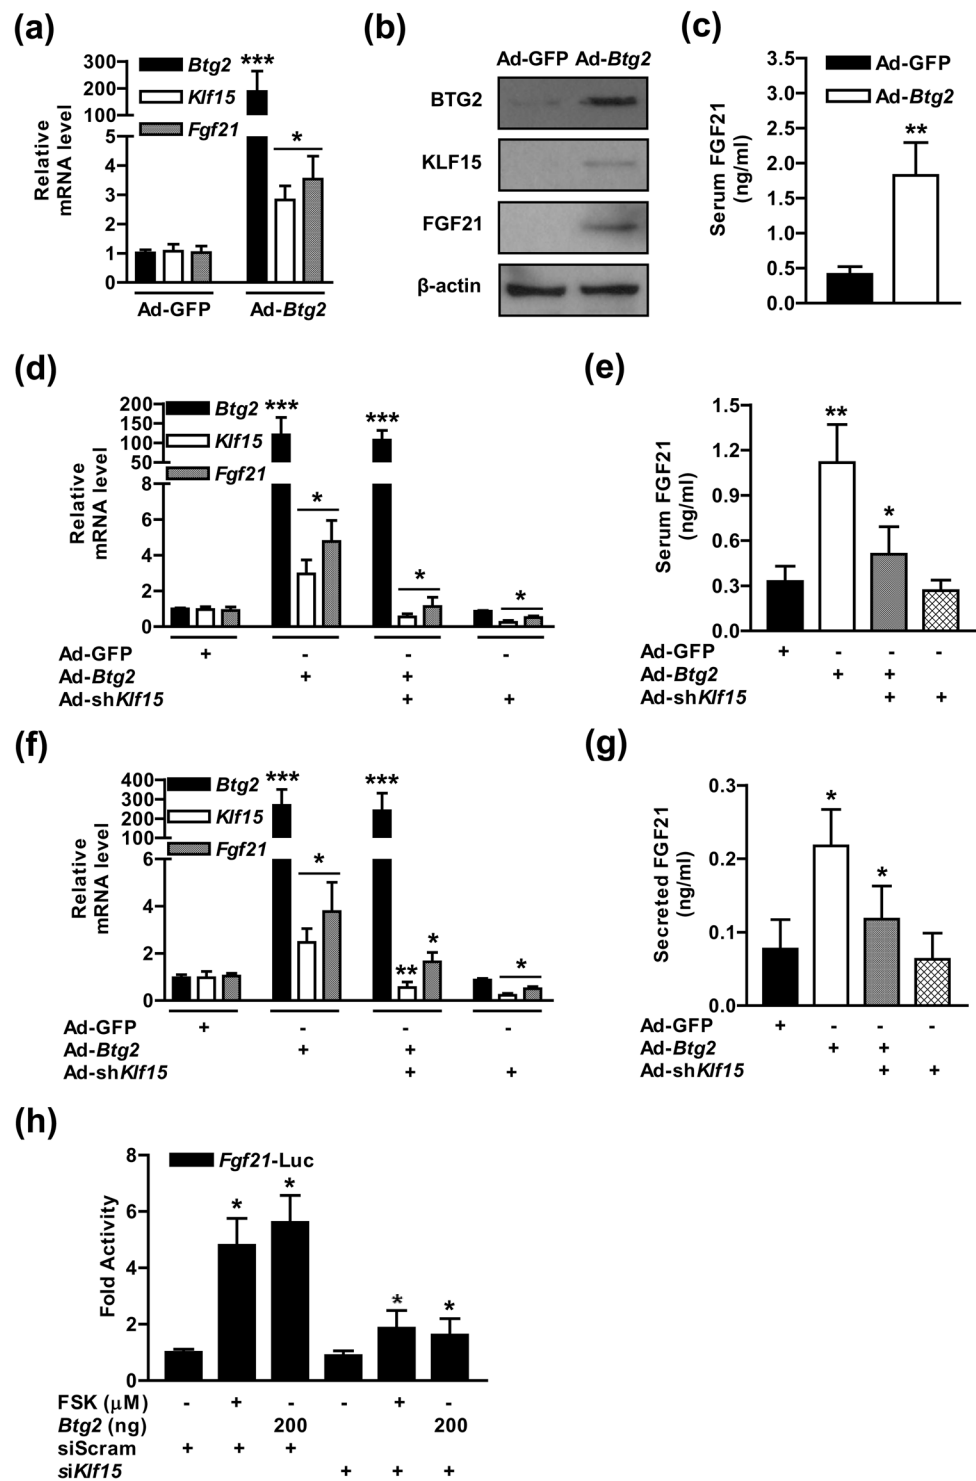 (a)
Relative
mRNA level
300
200
100
5
4
3
2
1
0
Btg2
Klf15
Fgf21
***
*
Ad-GFP Ad-Btg2
(b)
Ad-GFP Ad-Btg2
BTG2
KLF15
FGF21
β-actin
(c)
Serum FGF21
(ng/ml)
3.5
3.0
2.5
2.0
1.5
1.0
0.5
0.0
Ad-GFP
Ad-Btg2
**
(d)
Relative
mRNA level
200
150
100
50
8
6
4
2
0
Btg2
Klf15
Fgf21
*** ***
* * *
Ad-GFP + - - -
Ad-Btg2 + +
Ad-shKlf15 + +
(e)
Serum FGF21
(ng/ml)
1.5
1.2
0.9
0.6
0.3
0.0
** *
Ad-GFP + - - -
Ad-Btg2 + +
Ad-shKlf15 + +
(f)
Relative
mRNA level
400
300
200
100
6
4
2
0
Btg2
Klf15
Fgf21
*** ***
* ** * *
Ad-GFP + - - -
Ad-Btg2 + +
Ad-shKlf15 + +
(g)
Secreted FGF21
(ng/ml)
0.3
0.2
0.1
0.0
* *
Ad-GFP + - - -
Ad-Btg2 + +
Ad-shKlf15 + +
(h)
Fold Activity
8
6
4
2
0
Fgf21-Luc
* * * *
FSK (μM) - + - - + -
Btg2 (ng) 200 200
siScram + + +
siKlf15 + + +